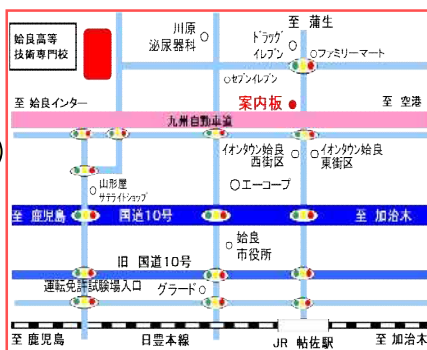 姶良高等
技術専門校
川原
泌尿器科
至 蒲生
ドラッグ
イレブン
ファミリーマート
セブンイレブン
至 姶良インター
案内板
至 空港
九州自動車道
イオンタウン姶良
西街区
イオンタウン姶良
東街区
山形屋
サテライトショップ
エーコープ
至 鹿児島
国道10号
至 加治木
姶良
市役所
旧 国道10号
運転免許試験場入口
グラード
至 鹿児島
日豊本線
JR 帖佐駅
至 加治木